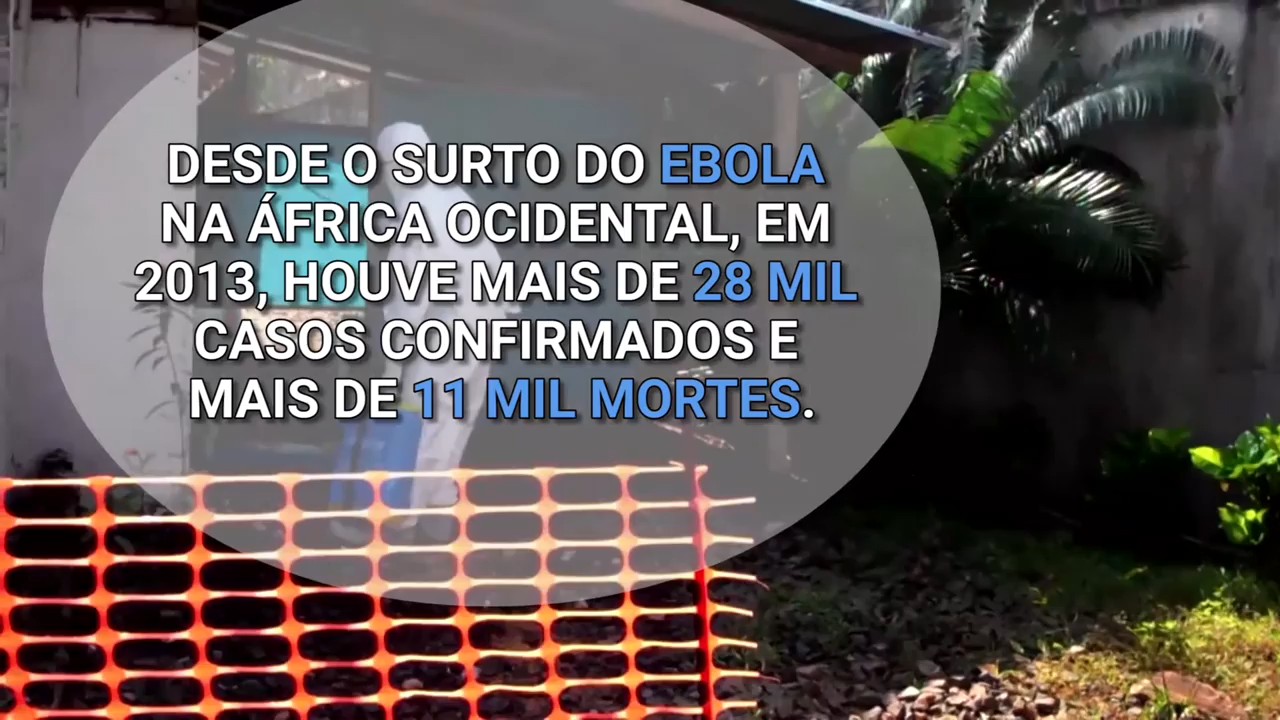 DESDE O SURTO DO EBOLA
NA ÁFRICA OCIDENTAL, EM
2013, HOUVE MAIS DE 28 MIL
CASOS CONFIRMADOS E
MAIS DE 11 MIL MORTES.